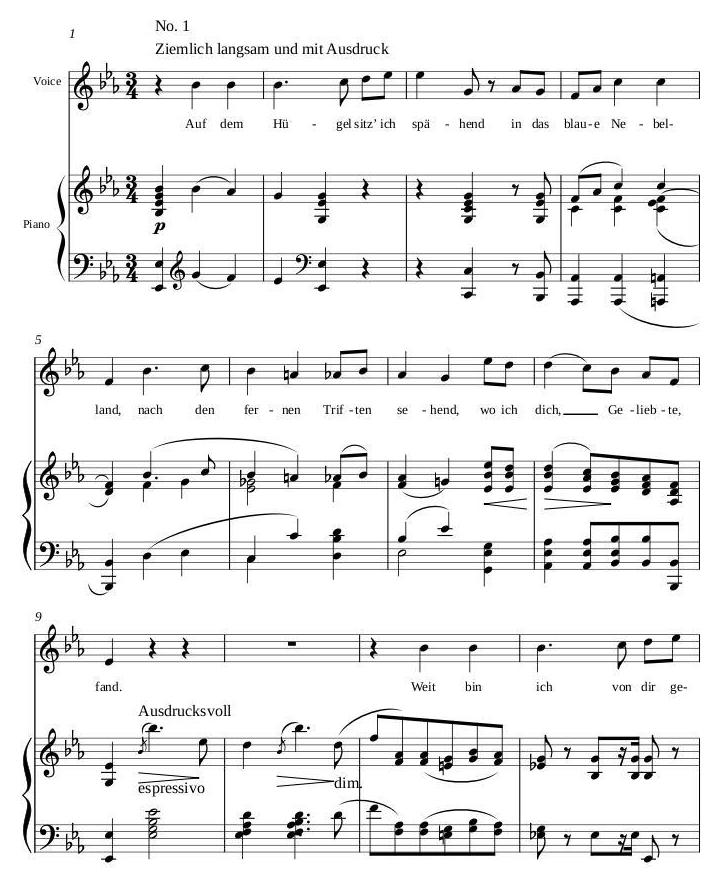 No. 1
1
Ziemlich langsam und mit Ausdruck
Voice
Auf dem Hü - gel sitz' ich spä - hend in das blau-e Ne - bel-
Piano
p
5
land, nach den fer - nen Trif - ten se - hend, wo ich dich, Ge - lieb - te,
9
fand. Weit bin ich von dir ge-
Ausdrucksvoll
espressivo
dim.